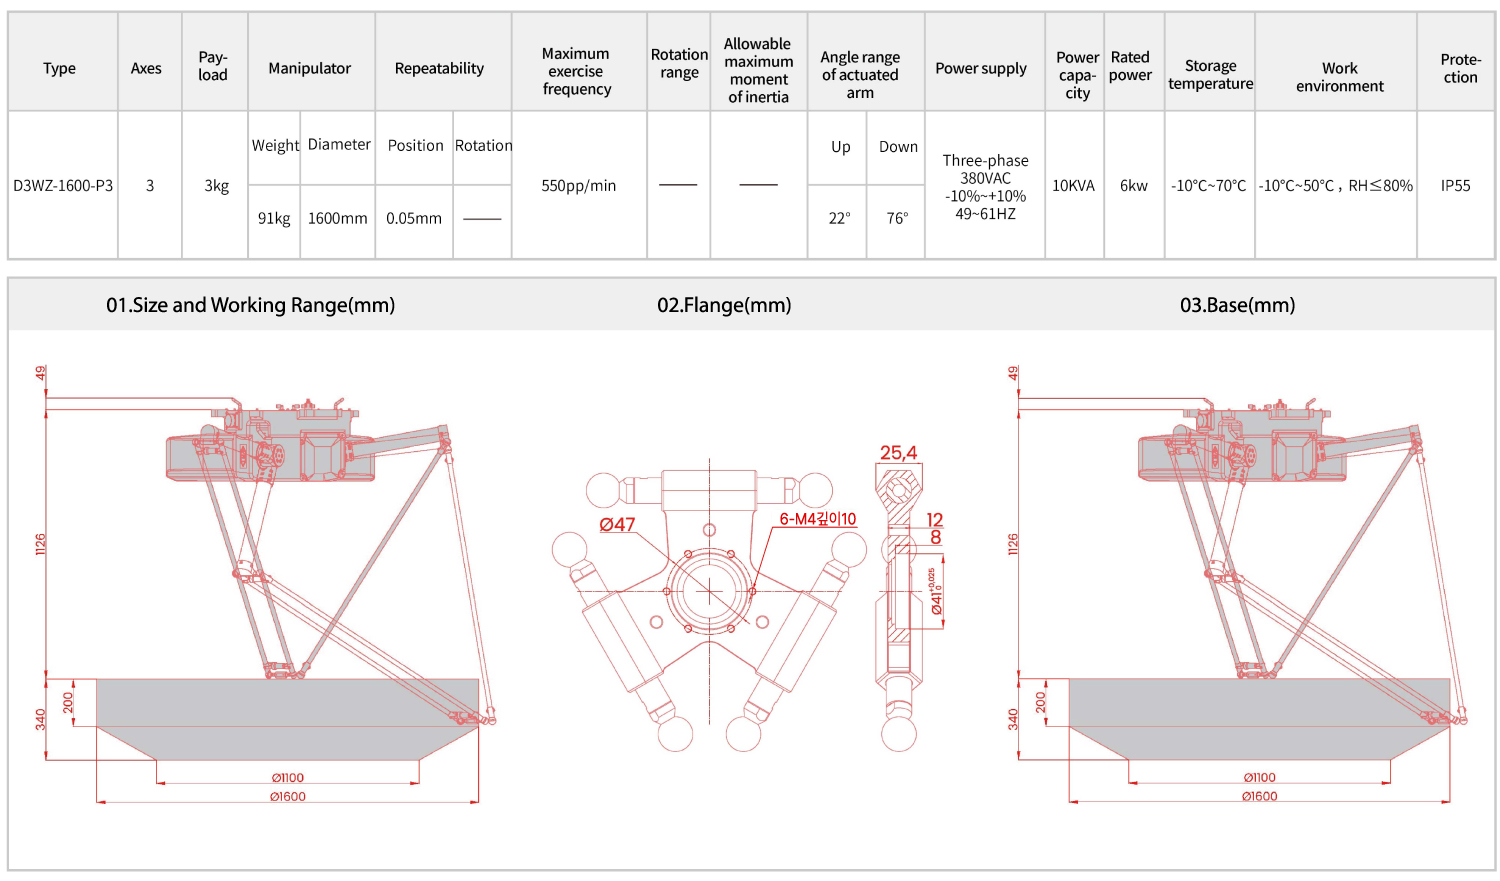 Type
Axes
Pay-
load
Manipulator
Repeatability
Maximum
exercise
frequency
Rotation
range
Allowable
maximum
moment
of inertia
Angle range
of actuated
arm
Power supply
Power
capa-
city
Rated
power
Storage
temperature
Work
environment
Prote-
ction
D3WZ-1600-P3
3
3kg
Weight
Diameter
Position
Rotation
91kg
1600mm
0.05mm
——
550pp/min
——
——
Up
Down
22°
76°
Three-phase
380VAC
-10%~+10%
49~61HZ
10KVA
6kw
-10°C~70°C
-10°C~50°C , RH≤80%
IP55
01.Size and Working Range(mm)
02.Flange(mm)
03.Base(mm)
49
1126
340
200
Ø1100
Ø1600
Ø47
6-M4깊이10
25,4
12
8
Ø41 +0,025 0
49
1126
340
200
Ø1100
Ø1600